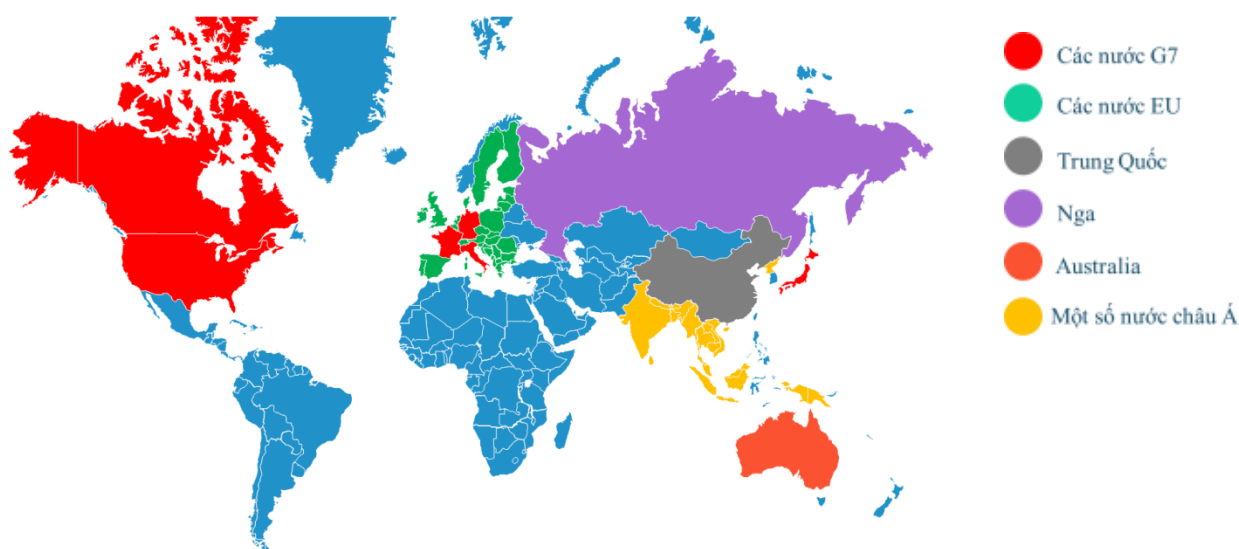 Các nước G7
Các nước EU
Trung Quốc
Nga
Australia
Một số nước châu Á